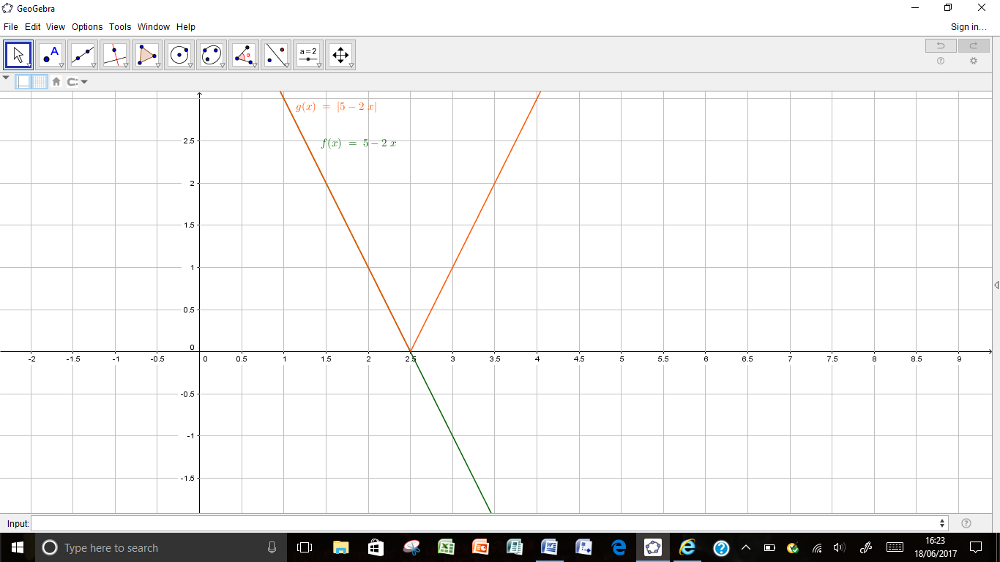 GeoGebra
File Edit View Options Tools Window Help Sign in...
A α a = 2
g(x) = |5 − 2 x|
f(x) = 5 − 2 x
2.5
2
1.5
1
0.5
0
-2 -1.5 -1 -0.5 0 0.5 1 1.5 2 2.5 3 3.5 4 4.5 5 5.5 6 6.5 7 7.5 8 8.5 9
-0.5
-1
-1.5
Input:
Type here to search
16:23
18/06/2017